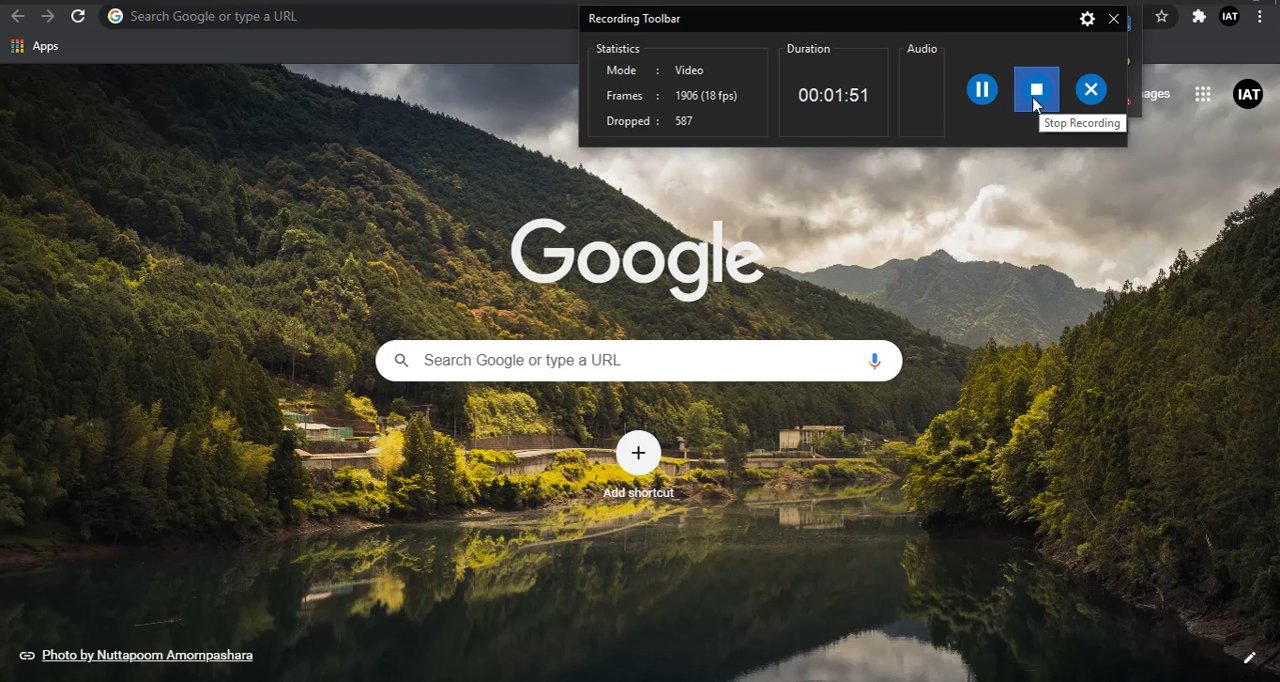 Search Google or type a URL
IAT
Apps
Recording Toolbar
Statistics
Mode : Video
Frames : 1906 (18 fps)
Dropped : 587
Duration
00:01:51
Audio
Stop Recording
IAT
Google
Search Google or type a URL
Add shortcut
Photo by Nuttapoom Amornpashara